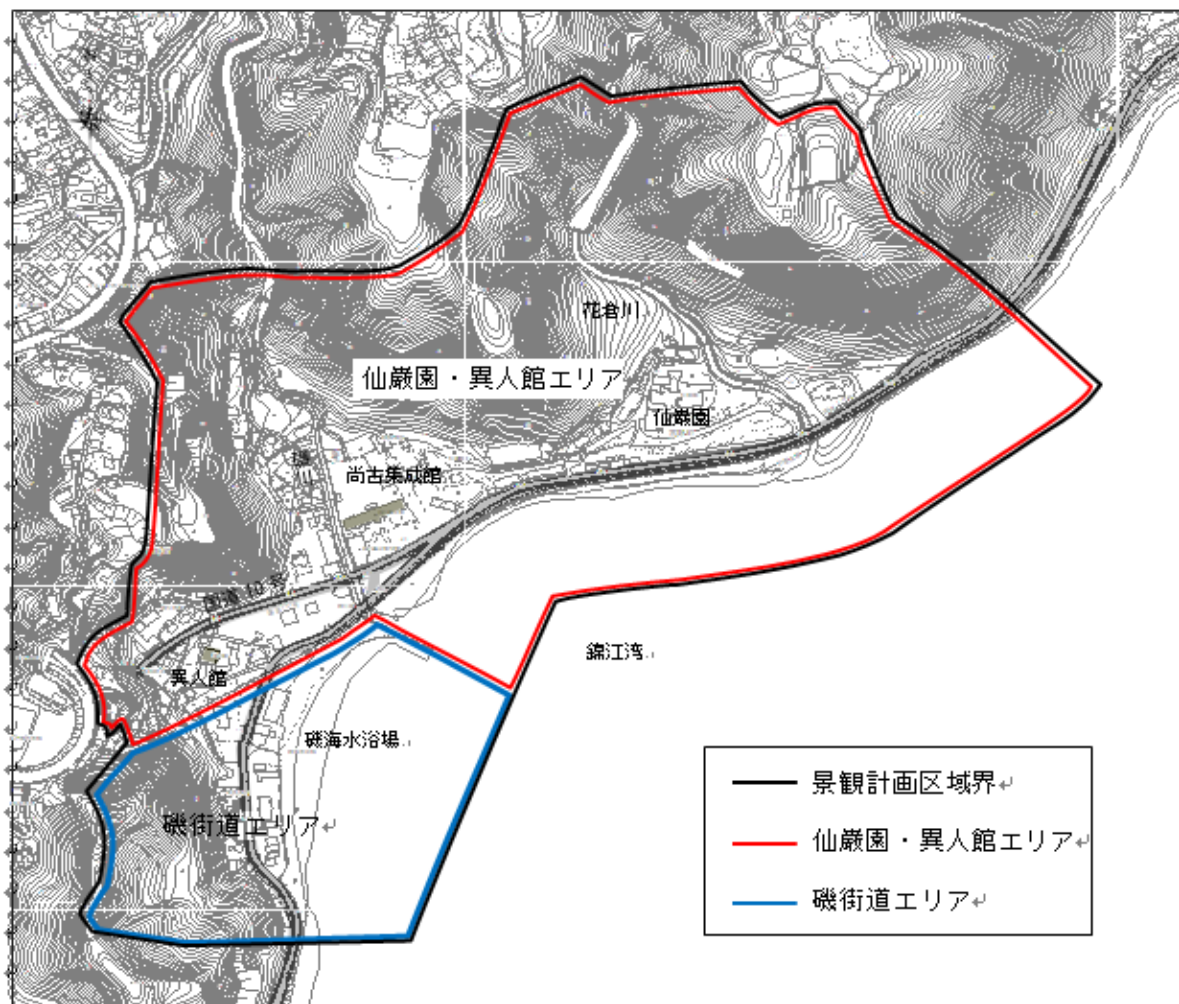 花倉川
仙巌園・異人館エリア
仙巌園
尚古集成館
国道10号
異人館
錦江湾
磯海水浴場
磯街道エリア
景観計画区域界
仙巌園・異人館エリア
磯街道エリア